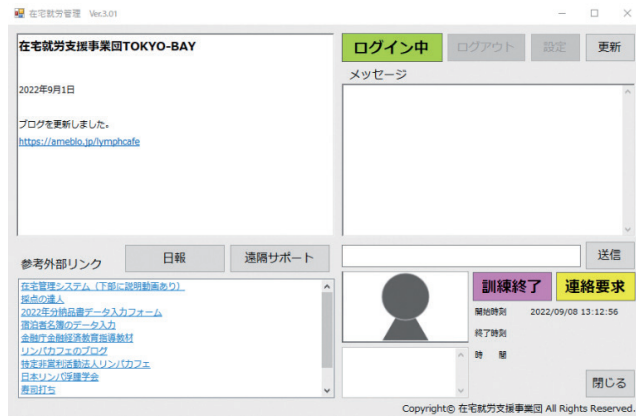 在宅就労管理 Ver.3.01
在宅就労支援事業団TOKYO-BAY
2022年9月1日
ブログを更新しました。
https://ameblo.jp/lymphcafe
ログイン中
ログアウト
設定
更新
メッセージ
参考外部リンク
日報
遠隔サポート
送信
在宅管理システム（下部に説明動画あり）
採点の達人
2022年分納品書データ入力フォーム
宿泊者名簿のデータ入力
金融庁金融経済教育指導教材
リンパカフェのブログ
特定非営利活動法人リンパカフェ
日本リンパ浮腫学会
寿司打ち
訓練終了
連絡要求
開始時刻 2022/09/08 13:12:56
終了時刻
時 間
閉じる
Copyright© 在宅就労支援事業団 All Rights Reserved.